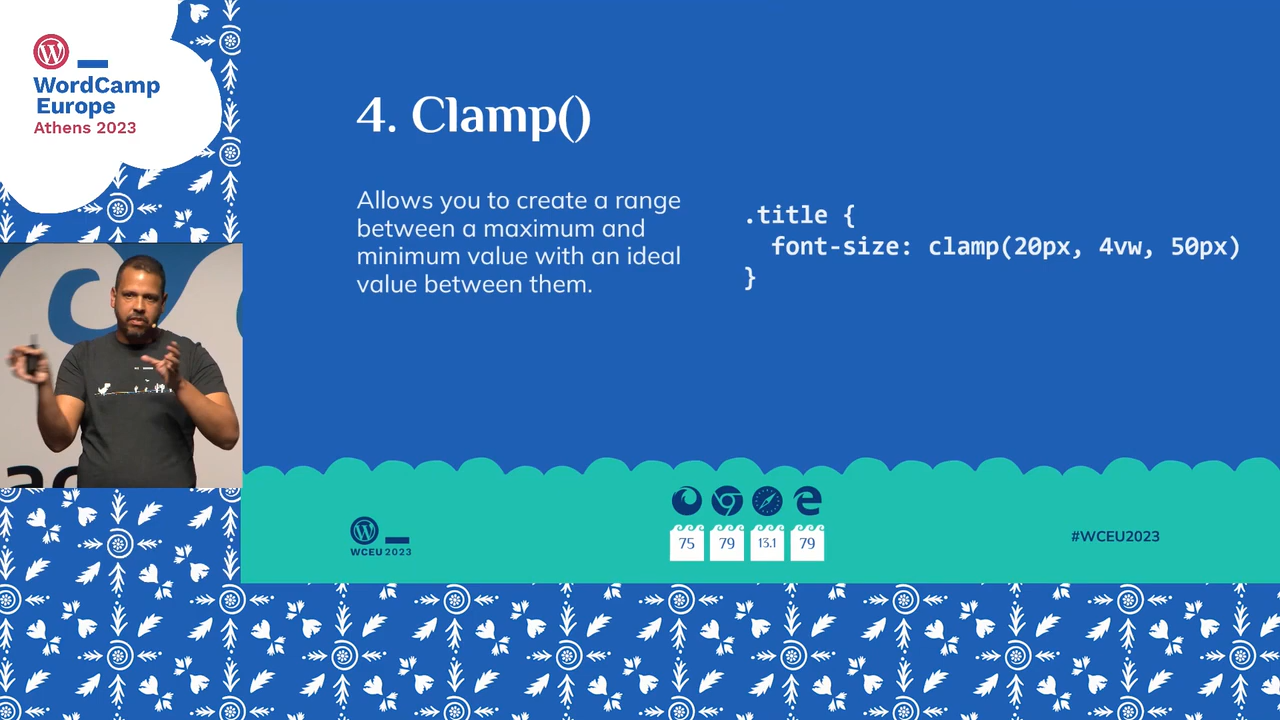 WordCamp
Europe
Athens 2023
4. Clamp()
Allows you to create a range
between a maximum and
minimum value with an ideal
value between them.
.title {
font-size: clamp(20px, 4vw, 50px)
}
WCEU 2023
75
79
13.1
79
#WCEU2023